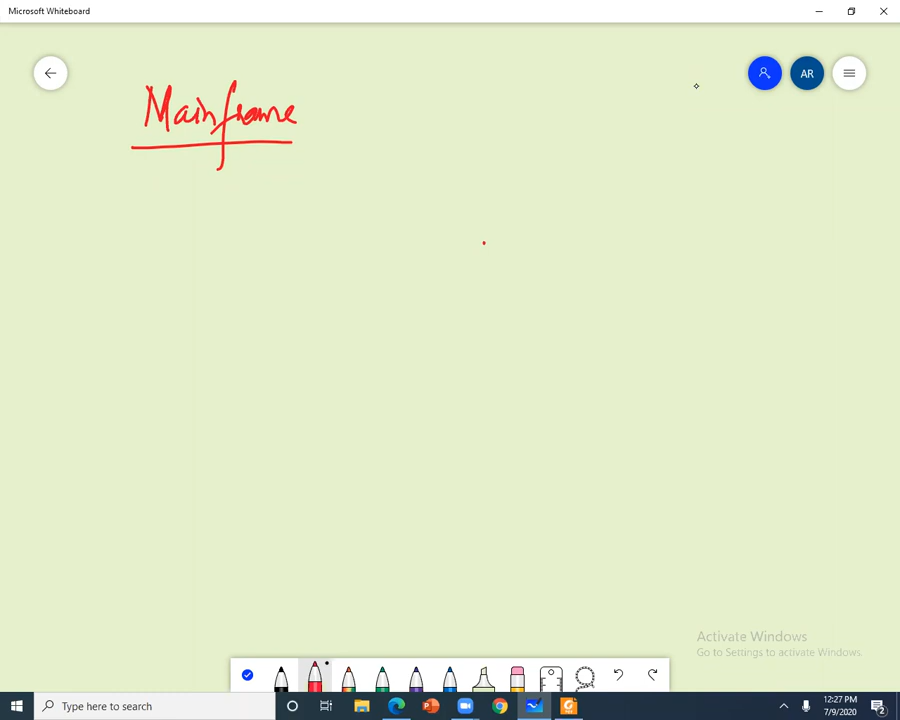 Microsoft Whiteboard
AR
Mainframe
Activate Windows
Go to Settings to activate Windows.
Type here to search
12:27 PM
7/9/2020
2